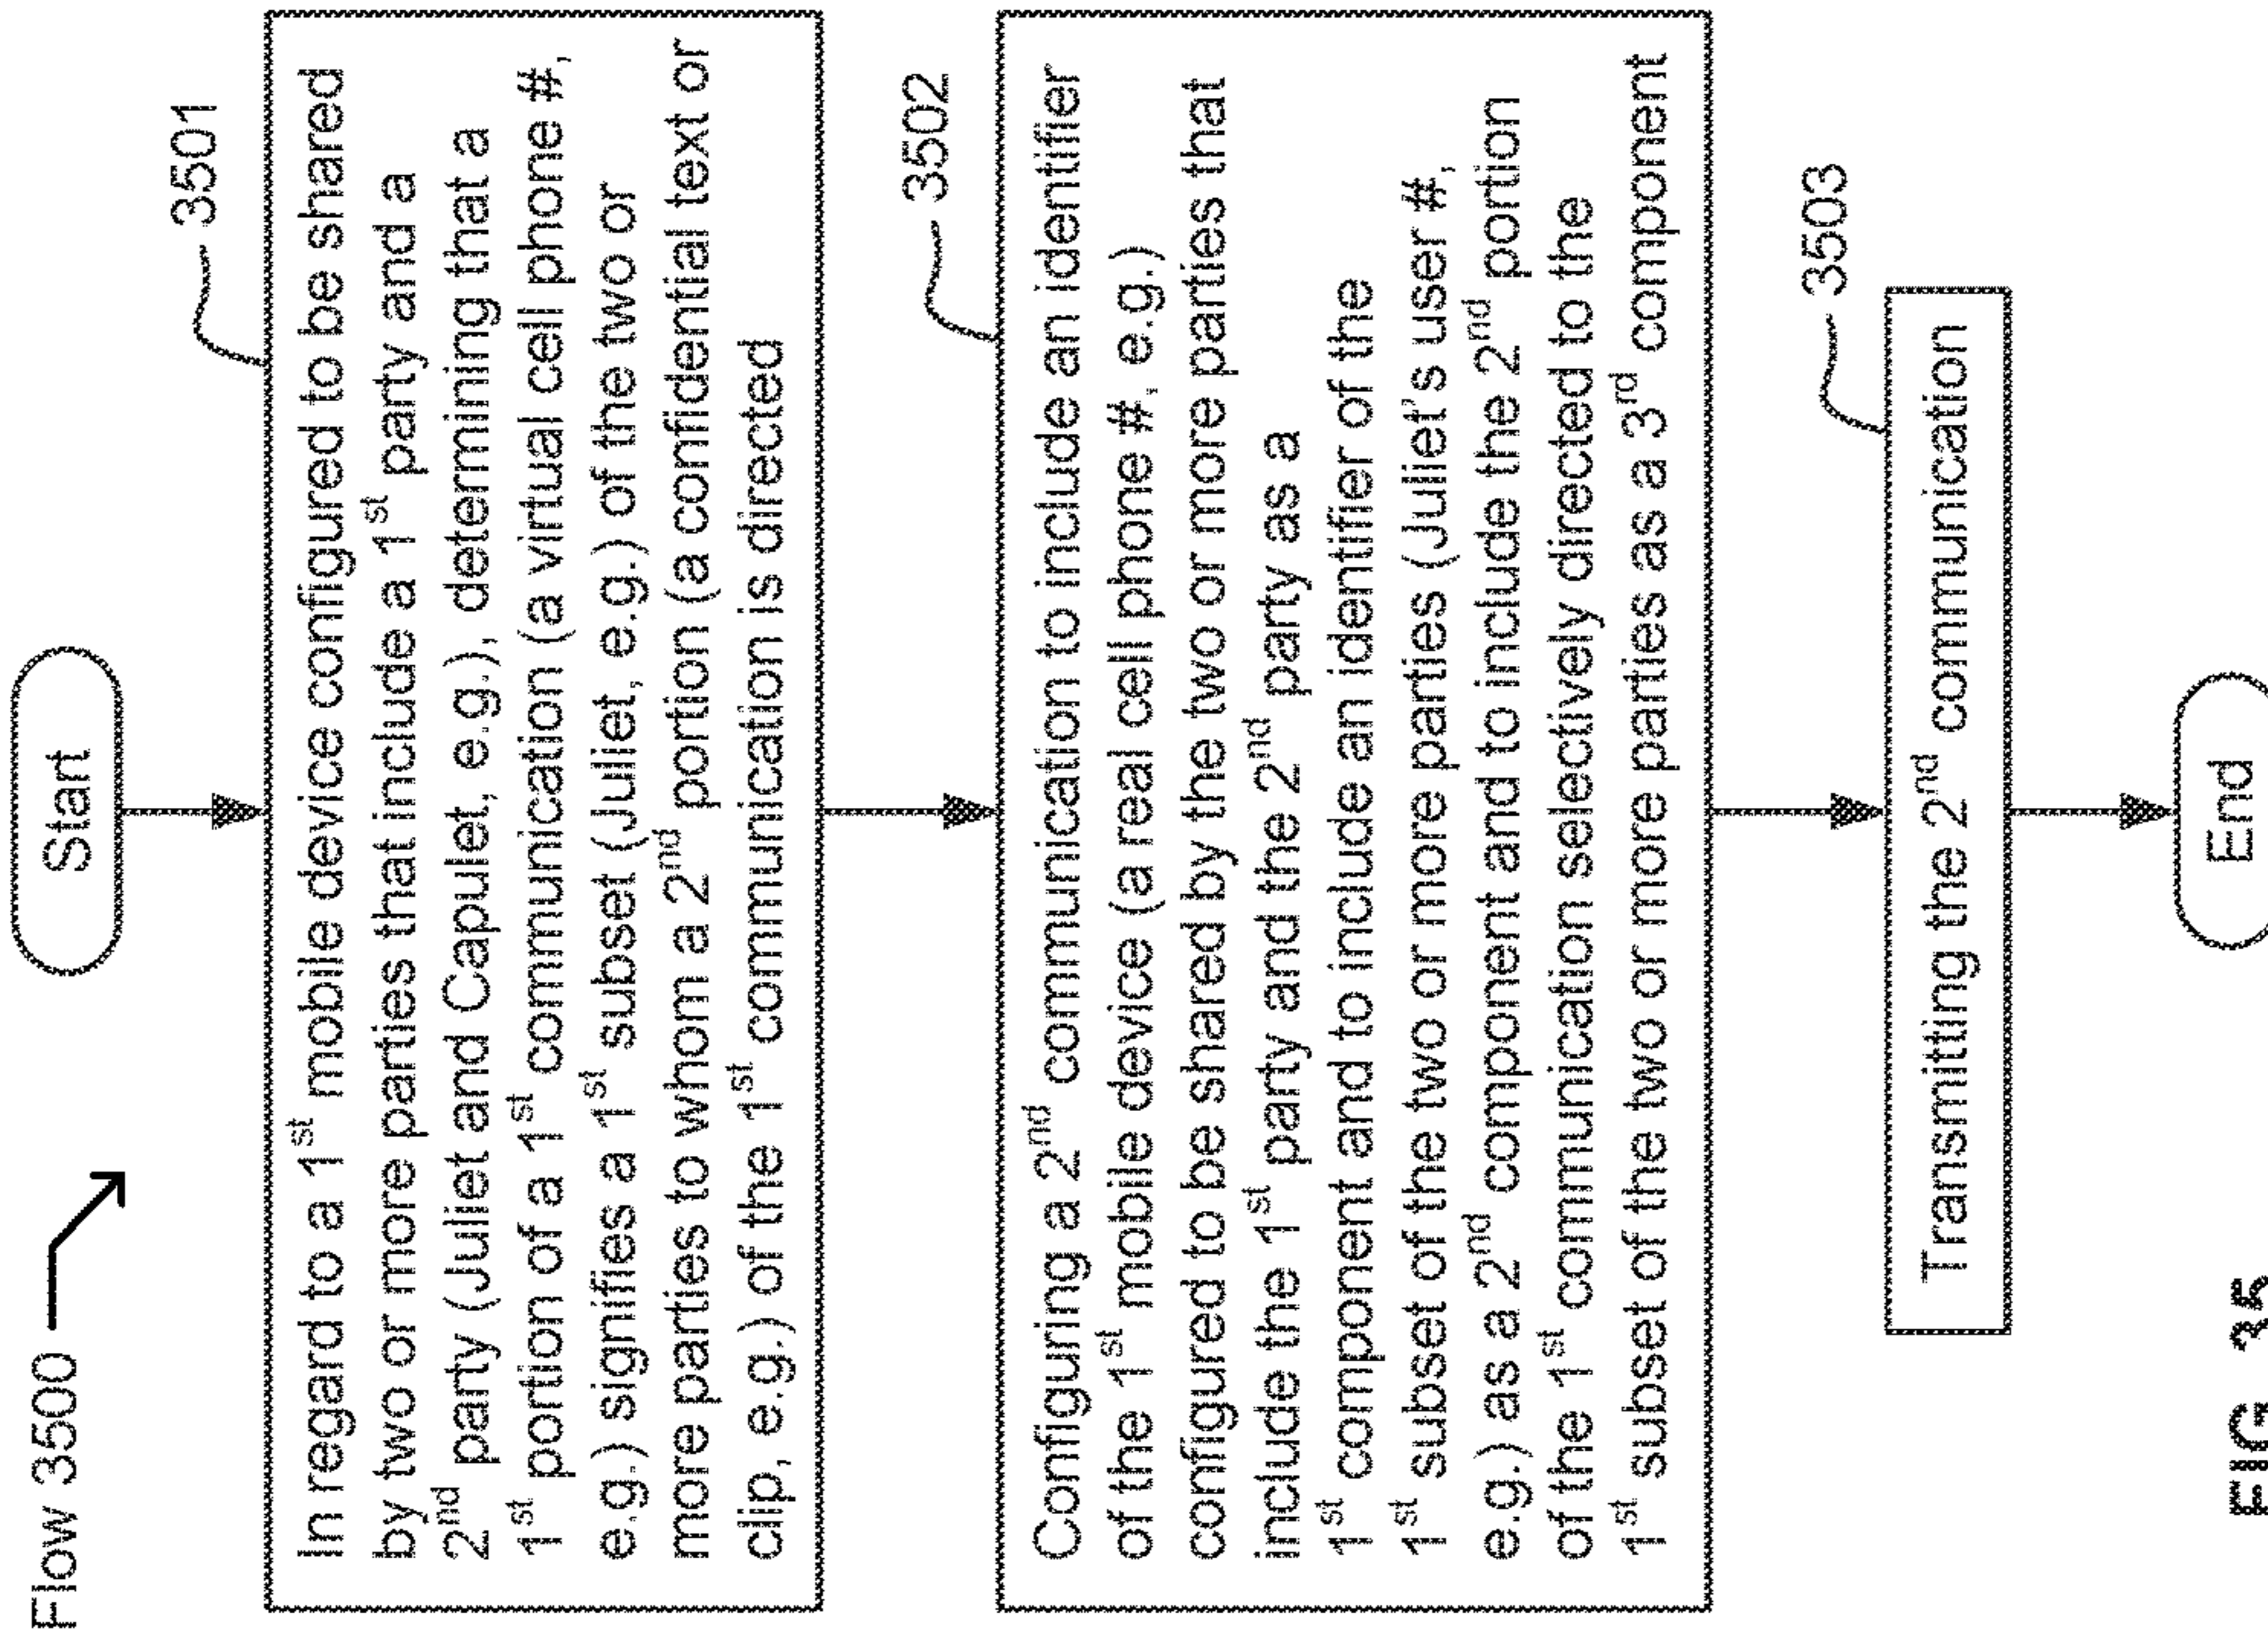 Flow 3500
Start
3501
In regard to a 1st mobile device configured to be shared
by two or more parties that include a 1st party and a
2nd party (Juliet and Capulet, e.g.), determining that a
1st portion of a 1st communication (a virtual cell phone #,
e.g.) signifies a 1st subset (Juliet, e.g.) of the two or
more parties to whom a 2nd portion (a confidential text or
clip, e.g.) of the 1st communication is directed
3502
Configuring a 2nd communication to include an identifier
of the 1st mobile device (a real cell phone #, e.g.)
configured to be shared by the two or more parties that
include the 1st party and the 2nd party as a
1st component and to include an identifier of the
1st subset of the two or more parties (Juliet's user #,
e.g.) as a 2nd component and to include the 2nd portion
of the 1st communication selectively directed to the
1st subset of the two or more parties as a 3rd component
3503
Transmitting the 2nd communication
End
FIG. 35